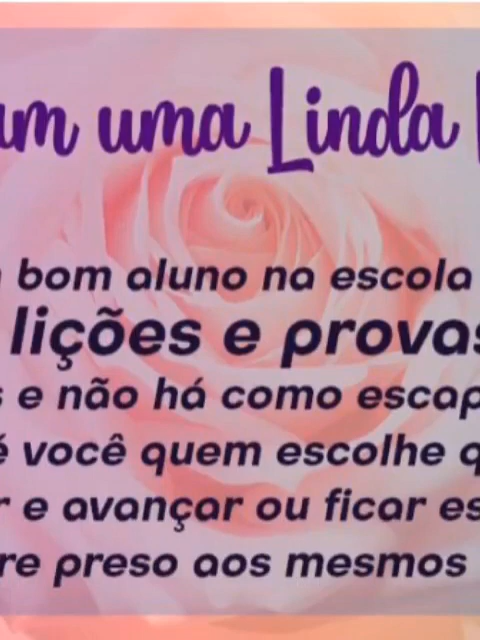 uma Linda
bom aluno na escola
lições e provas
e não há como escap
é você quem escolhe q
r e avançar ou ficar es
re preso aos mesmos